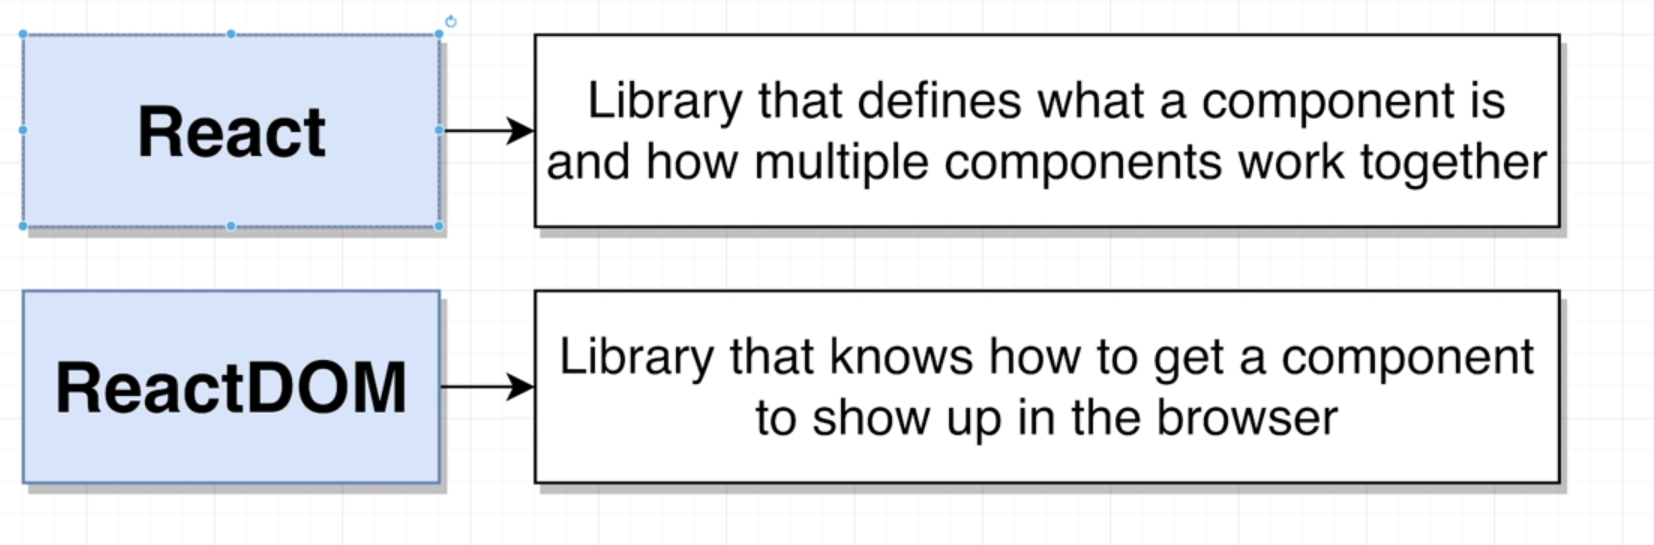 React
Library that defines what a component is
and how multiple components work together
ReactDOM
Library that knows how to get a component
to show up in the browser